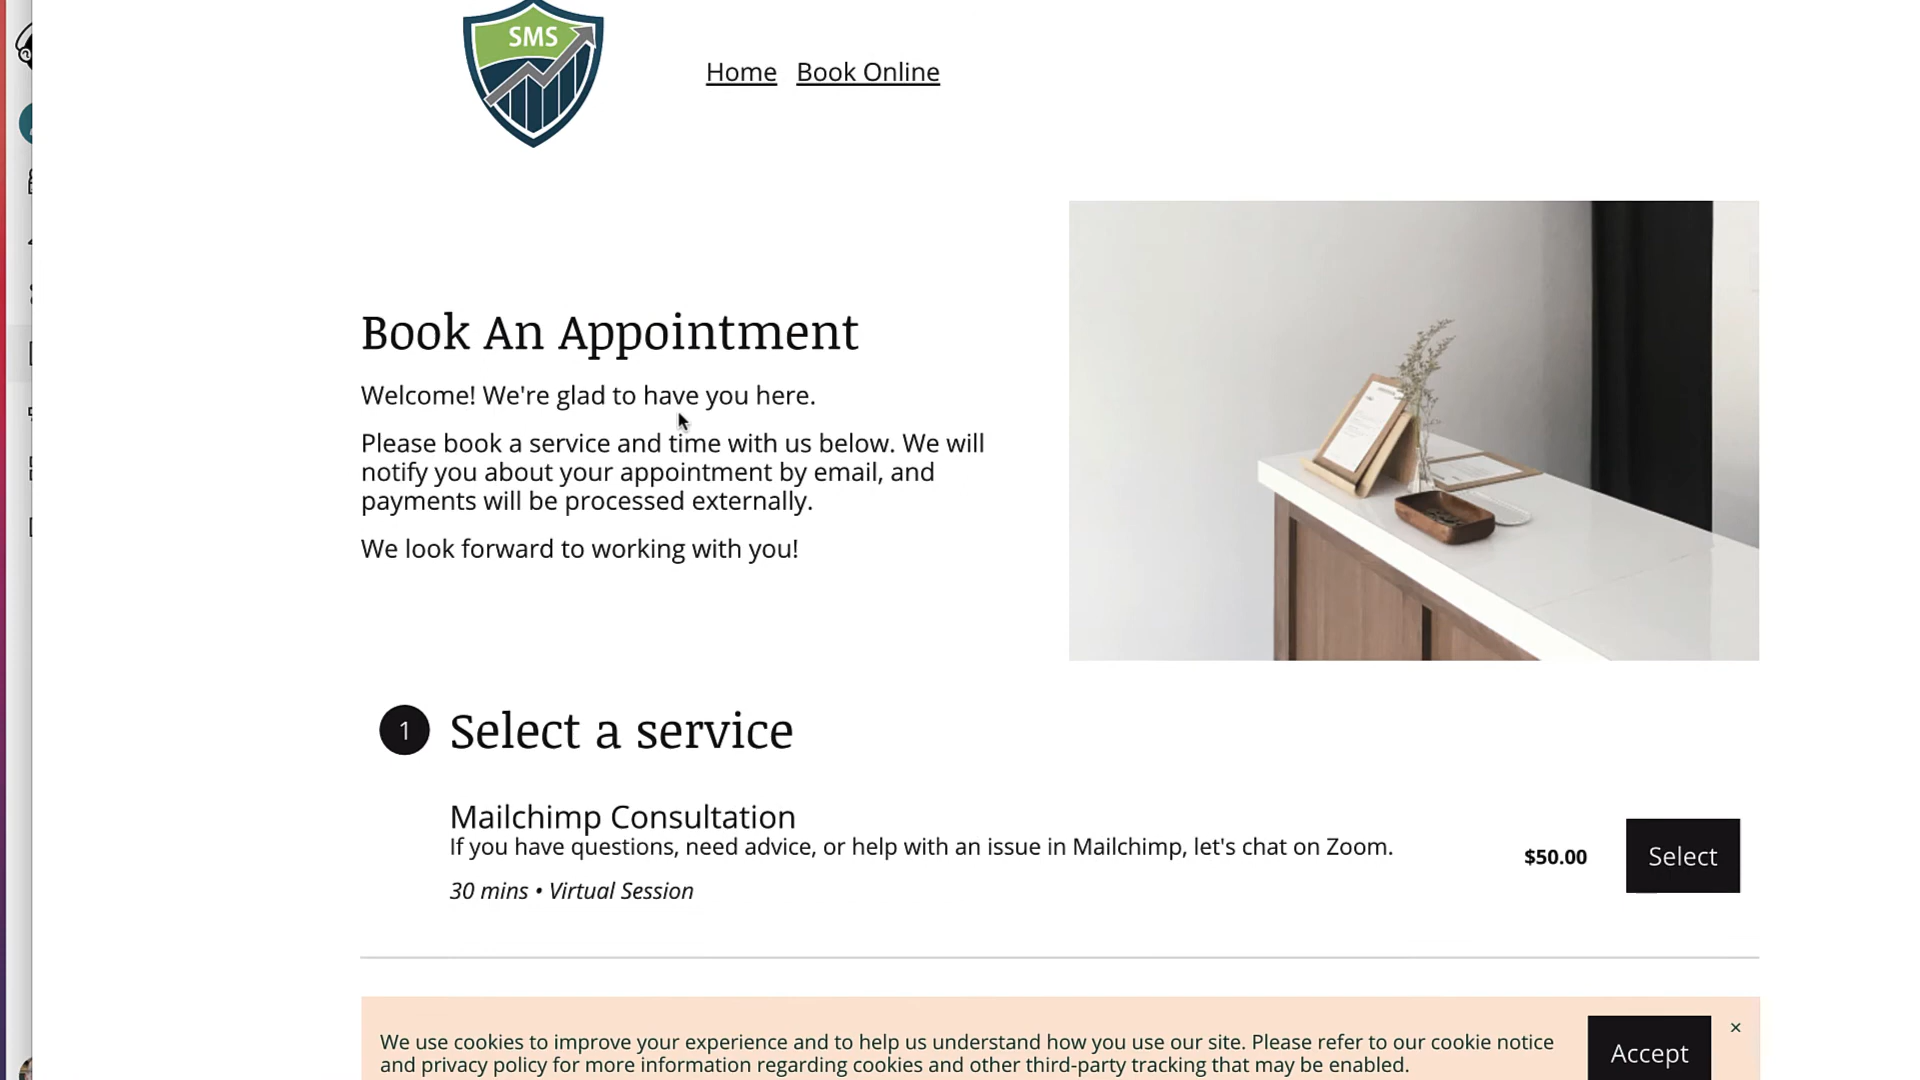 SMS
Home Book Online
Book An Appointment
Welcome! We're glad to have you here.
Please book a service and time with us below. We will
notify you about your appointment by email, and
payments will be processed externally.
We look forward to working with you!
1 Select a service
Mailchimp Consultation
If you have questions, need advice, or help with an issue in Mailchimp, let's chat on Zoom.
$50.00 Select
30 mins • Virtual Session
We use cookies to improve your experience and to help us understand how you use our site. Please refer to our cookie notice
and privacy policy for more information regarding cookies and other third-party tracking that may be enabled.
Accept ×